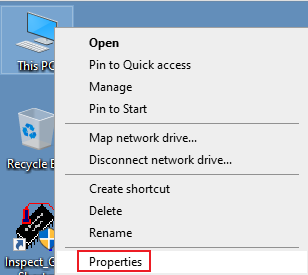 This PC
Open
Pin to Quick access
Manage
Pin to Start
Map network drive...
Disconnect network drive...
Recycle
Create shortcut
Delete
Rename
Properties